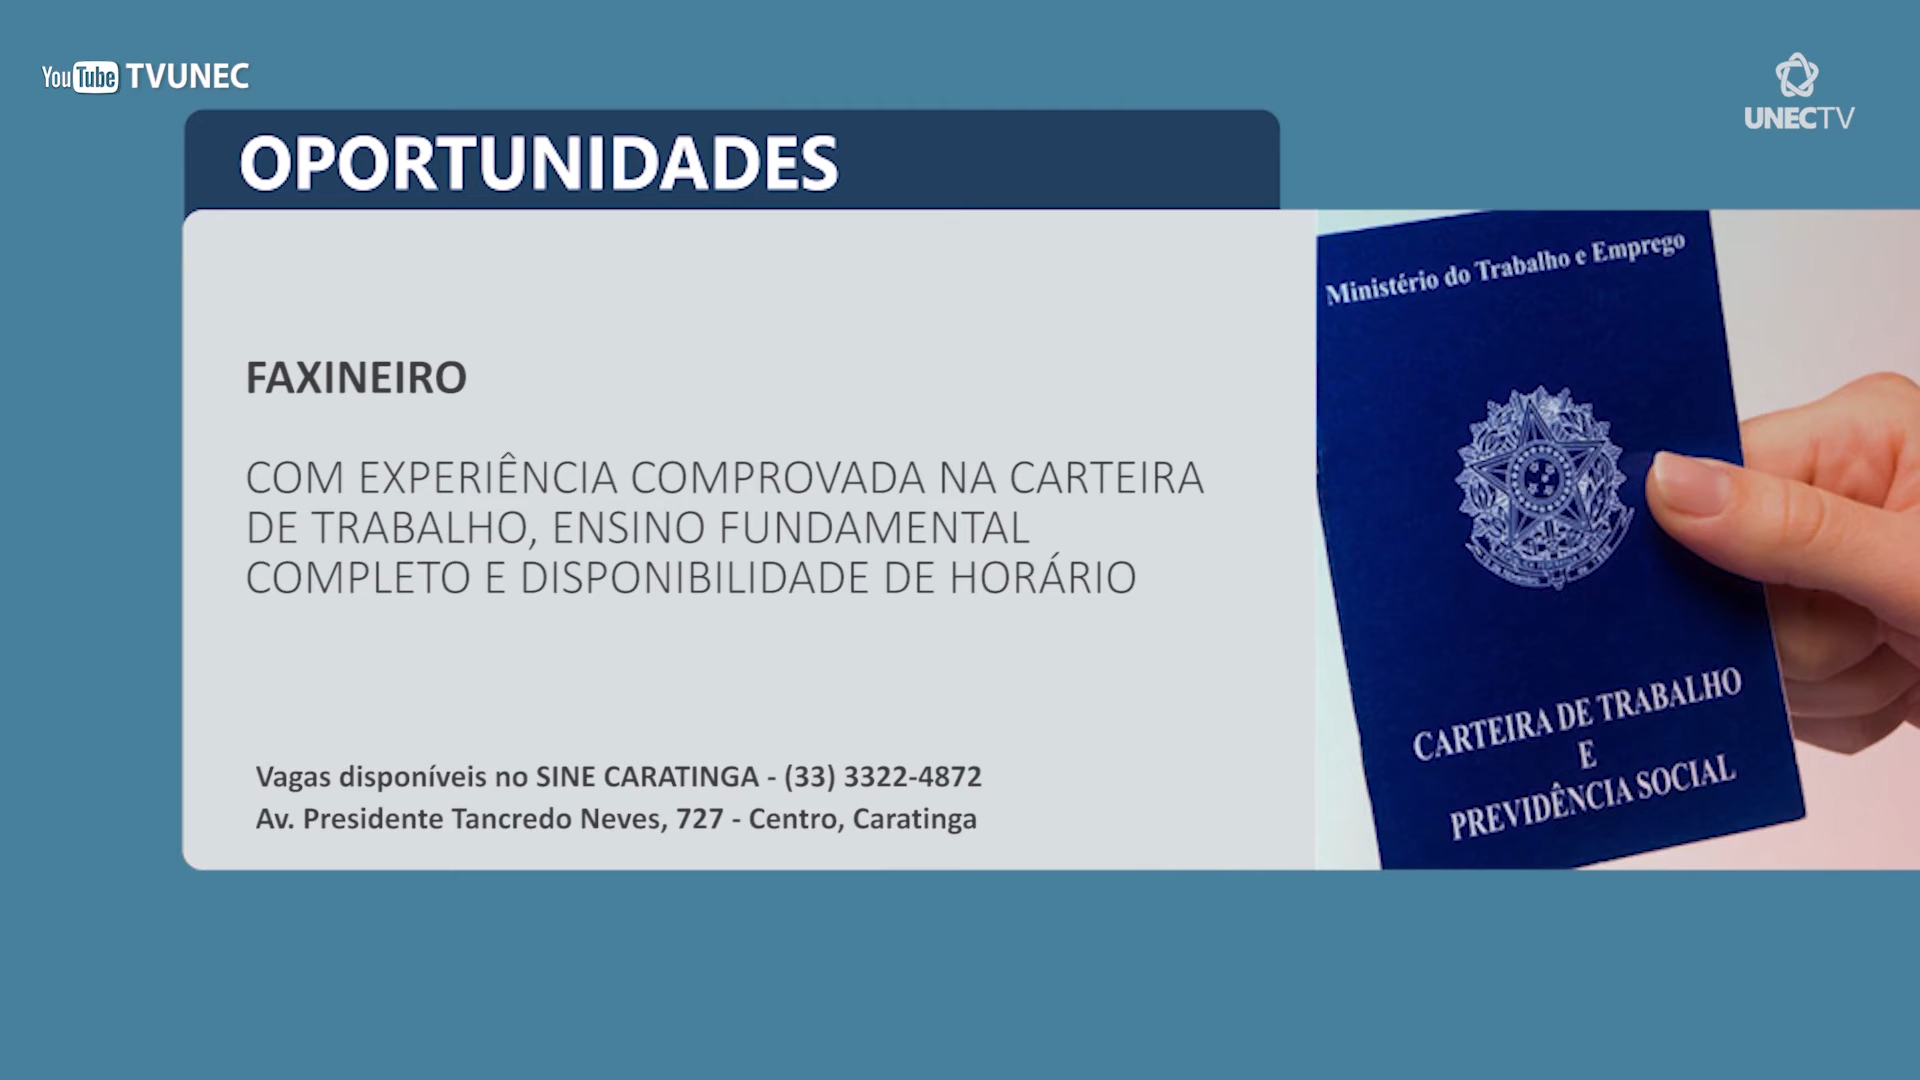 YouTube TVUNEC
UNECTV
OPORTUNIDADES
FAXINEIRO
COM EXPERIÊNCIA COMPROVADA NA CARTEIRA
DE TRABALHO, ENSINO FUNDAMENTAL
COMPLETO E DISPONIBILIDADE DE HORÁRIO
Vagas disponíveis no SINE CARATINGA - (33) 3322-4872
Av. Presidente Tancredo Neves, 727 - Centro, Caratinga
Ministério do Trabalho e Emprego
CARTEIRA DE TRABALHO
E
PREVIDÊNCIA SOCIAL